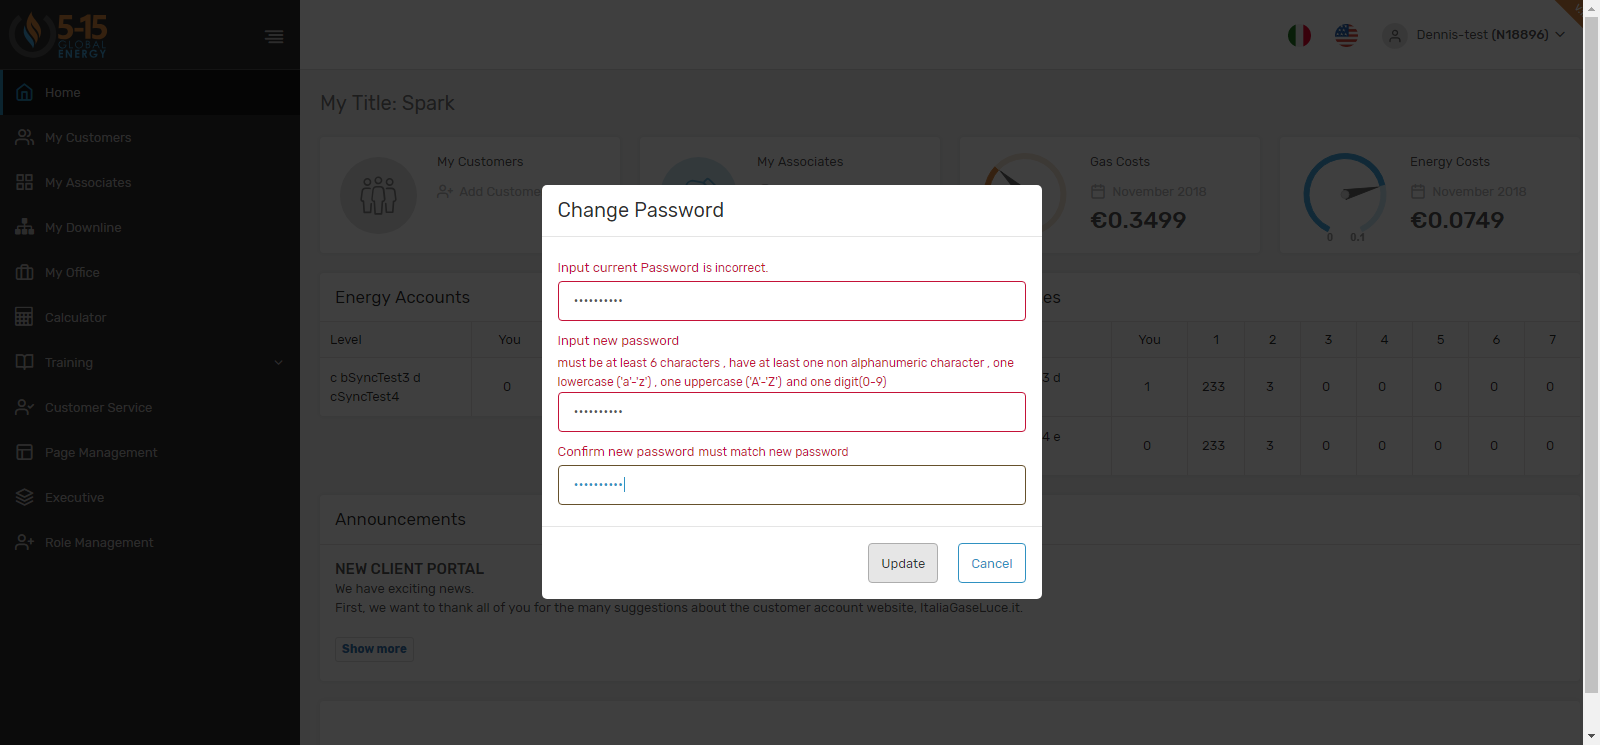 5-15
GLOBAL
ENERGY
Dennis-test (N18896)
Home
My Customers
My Associates
My Downline
My Office
Calculator
Training
Customer Service
Page Management
Executive
Role Management
My Title: Spark
My Customers
Add Custome
My Associates
Gas Costs
November 2018
€0.3499
Energy Costs
November 2018
€0.0749
0 0.1
Change Password
Input current Password is incorrect.
••••••••••
Input new password
must be at least 6 characters , have at least one non alphanumeric character , one
lowercase ('a'-'z') , one uppercase ('A'-'Z') and one digit(0-9)
••••••••••
Confirm new password must match new password
••••••••••
Update
Cancel
Energy Accounts
Level You
c bSyncTest3 d
cSyncTest4
0
es
You 1 2 3 4 5 6 7
3 d
1 233 3 0 0 0 0 0
4 e
0 233 3 0 0 0 0 0
Announcements
NEW CLIENT PORTAL
We have exciting news.
First, we want to thank all of you for the many suggestions about the customer account website, ItaliaGaseLuce.it.
Show more